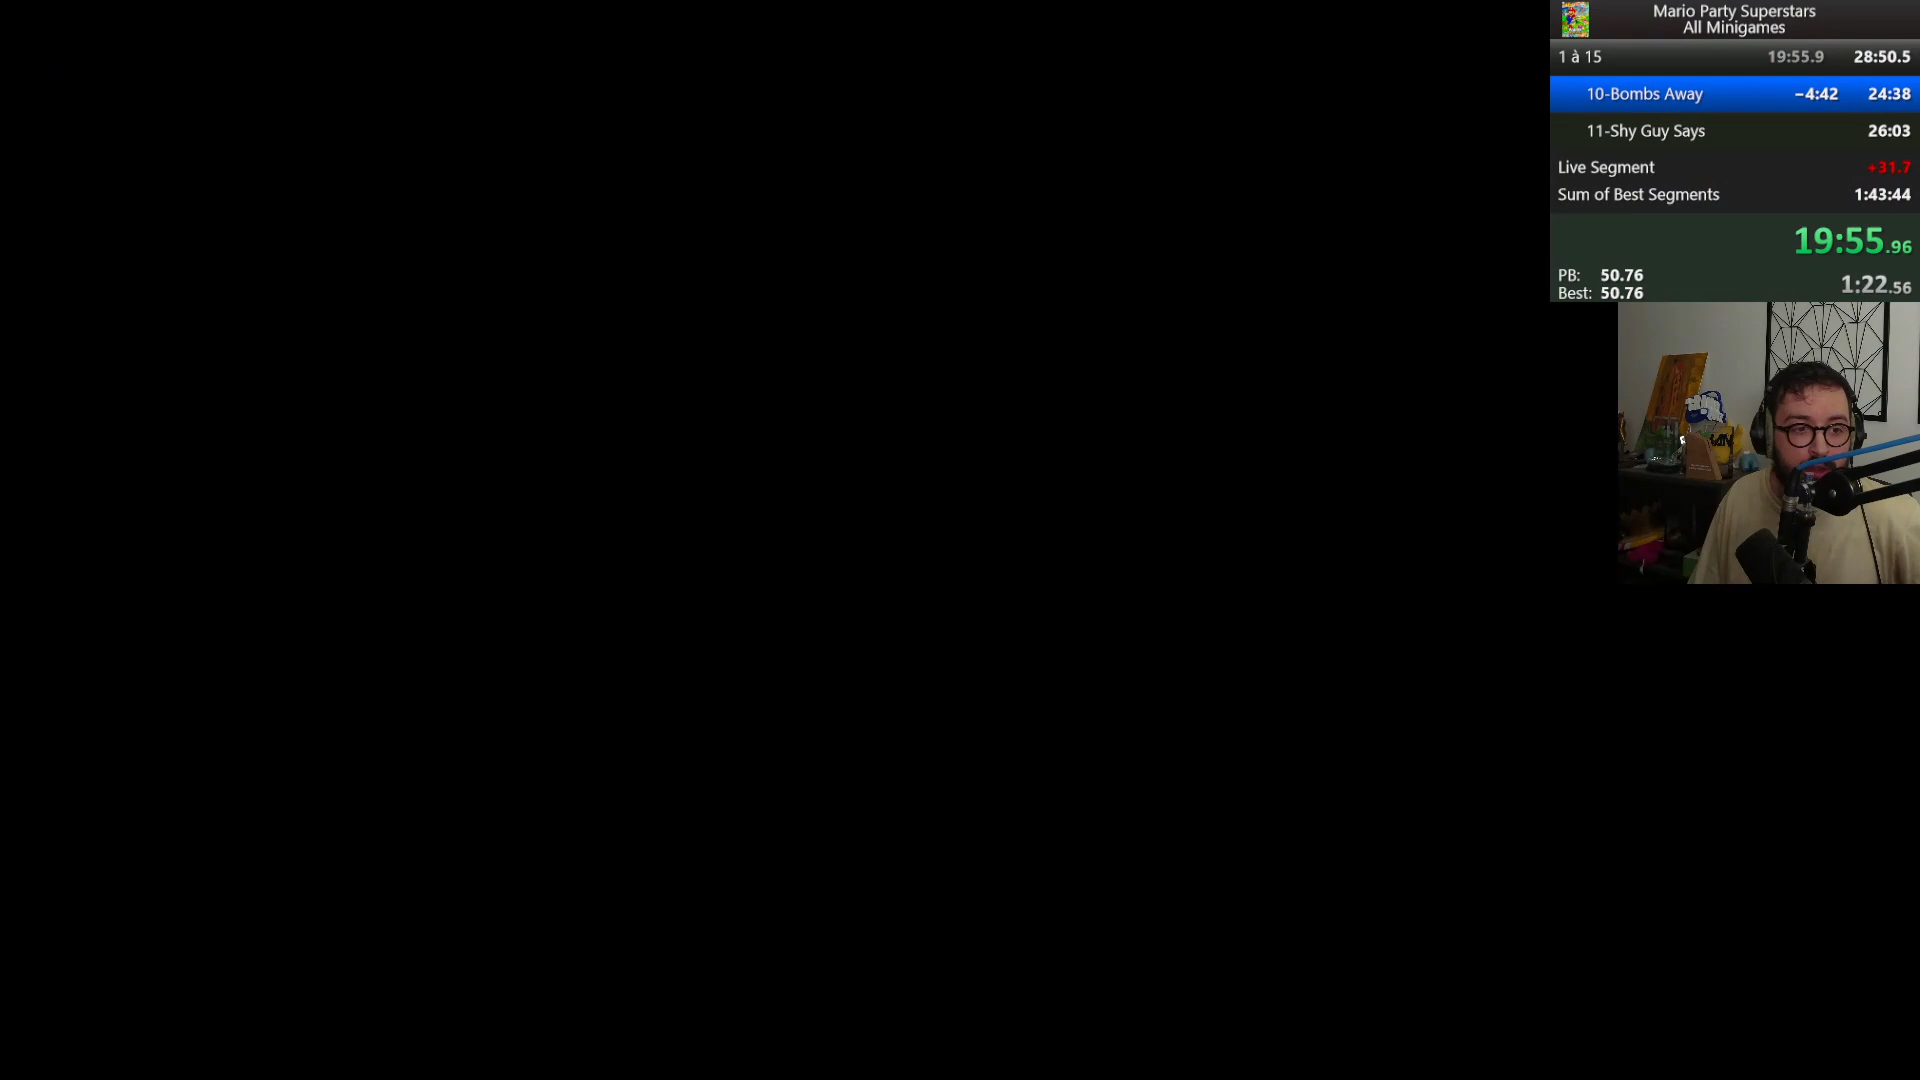 Mario Party Superstars
All Minigames
1 à 15 19:55.9 28:50.5
10-Bombs Away −4:42 24:38
11-Shy Guy Says 26:03
Live Segment +31.7
Sum of Best Segments 1:43:44
19:55.96
PB: 50.76
Best: 50.76
1:22.56